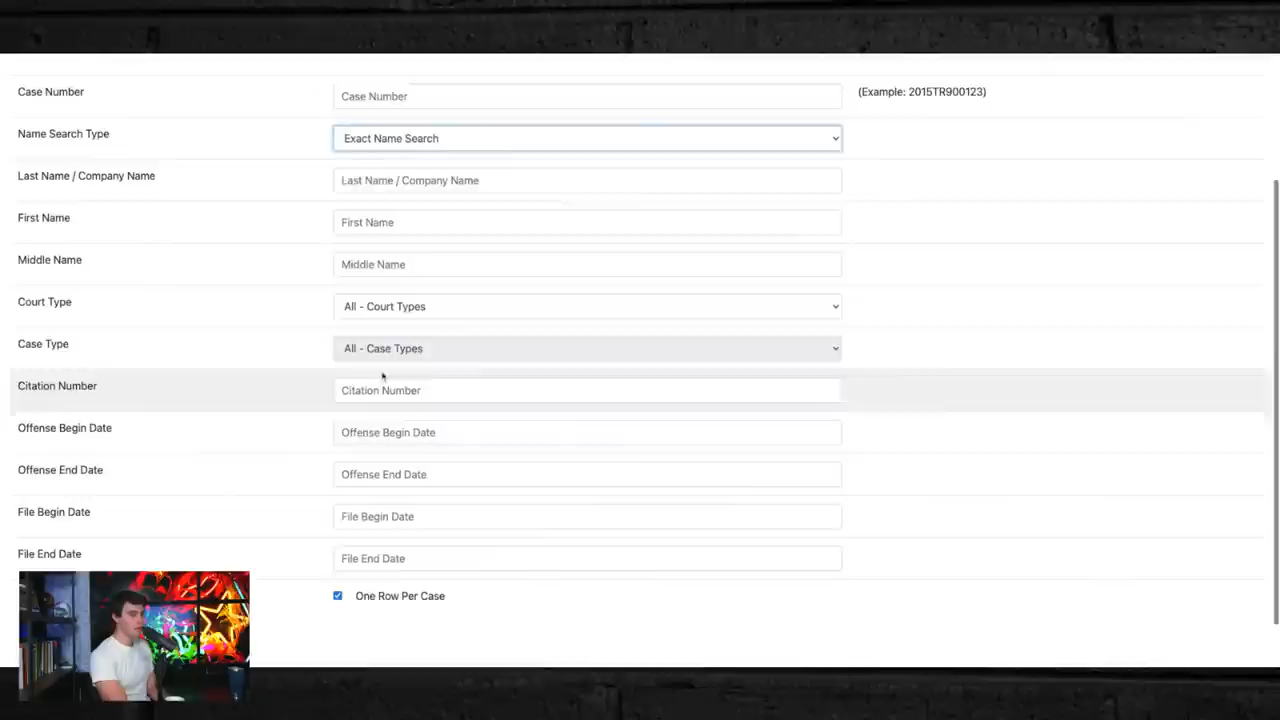 Case Number Case Number (Example: 2015TR900123)
Name Search Type Exact Name Search
Last Name / Company Name Last Name / Company Name
First Name First Name
Middle Name Middle Name
Court Type All - Court Types
Case Type All - Case Types
Citation Number Citation Number
Offense Begin Date Offense Begin Date
Offense End Date Offense End Date
File Begin Date File Begin Date
File End Date File End Date
One Row Per Case